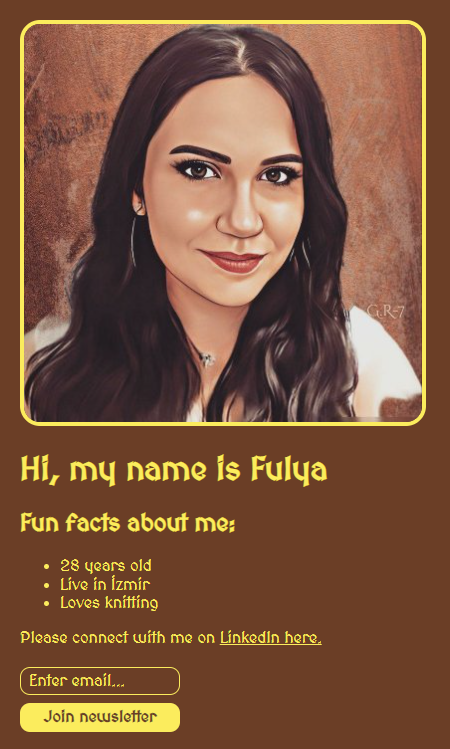 G.R-7
Hi, my name is Fulya
Fun facts about me:
28 years old
Live in İzmir
Loves knitting
Please connect with me on LinkedIn here.
Enter email...
Join newsletter